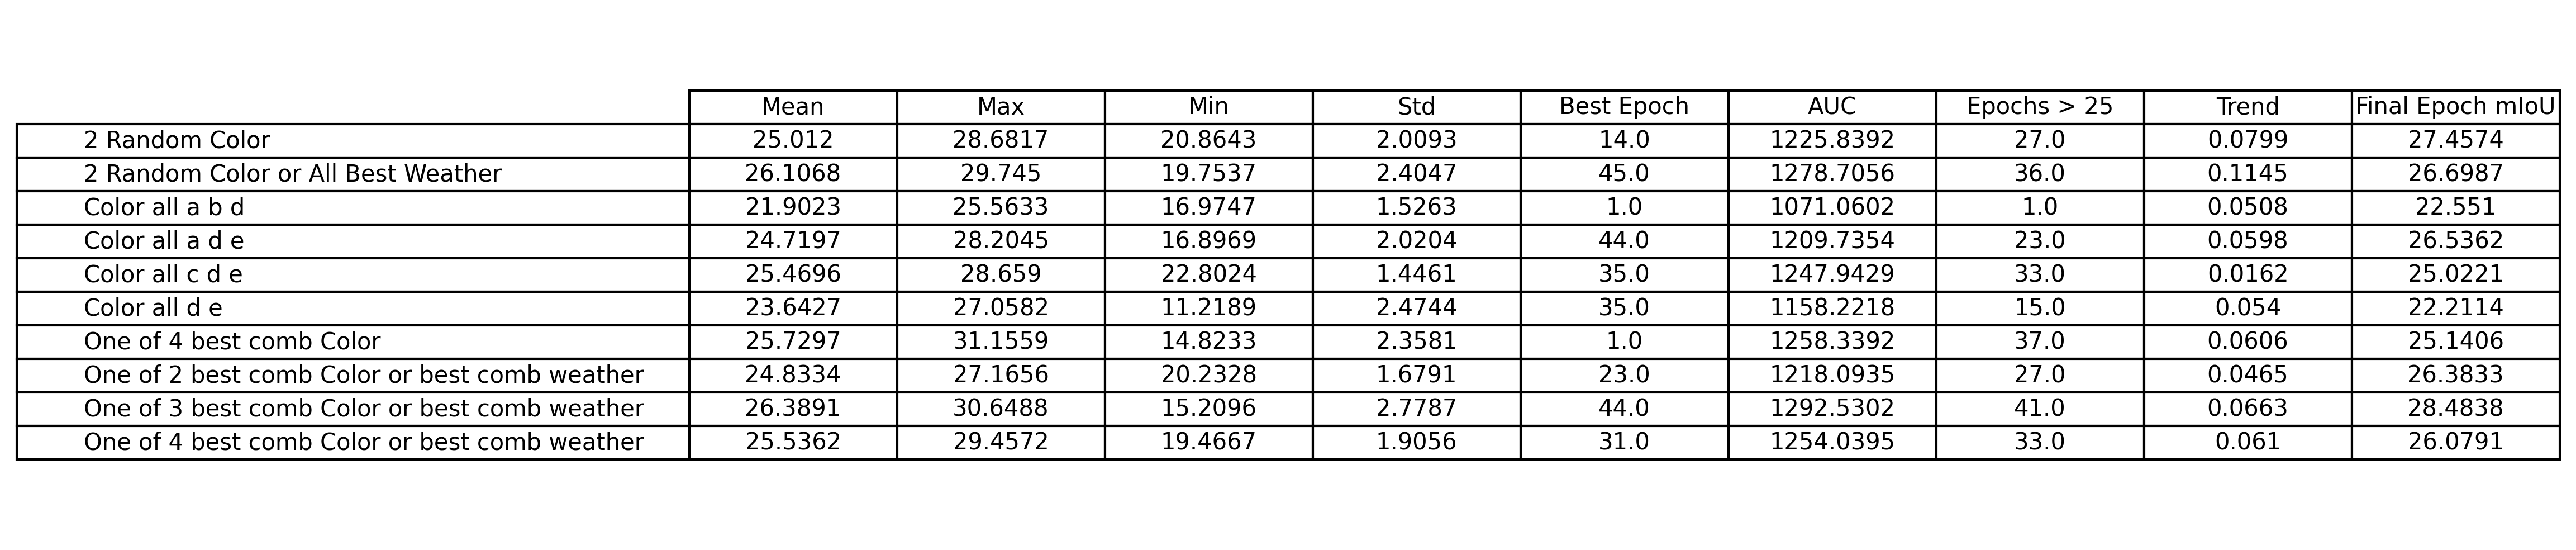 Mean Max Min Std Best Epoch AUC Epochs > 25 Trend Final Epoch mIoU
2 Random Color 25.012 28.6817 20.8643 2.0093 14.0 1225.8392 27.0 0.0799 27.4574
2 Random Color or All Best Weather 26.1068 29.745 19.7537 2.4047 45.0 1278.7056 36.0 0.1145 26.6987
Color all a b d 21.9023 25.5633 16.9747 1.5263 1.0 1071.0602 1.0 0.0508 22.551
Color all a d e 24.7197 28.2045 16.8969 2.0204 44.0 1209.7354 23.0 0.0598 26.5362
Color all c d e 25.4696 28.659 22.8024 1.4461 35.0 1247.9429 33.0 0.0162 25.0221
Color all d e 23.6427 27.0582 11.2189 2.4744 35.0 1158.2218 15.0 0.054 22.2114
One of 4 best comb Color 25.7297 31.1559 14.8233 2.3581 1.0 1258.3392 37.0 0.0606 25.1406
One of 2 best comb Color or best comb weather 24.8334 27.1656 20.2328 1.6791 23.0 1218.0935 27.0 0.0465 26.3833
One of 3 best comb Color or best comb weather 26.3891 30.6488 15.2096 2.7787 44.0 1292.5302 41.0 0.0663 28.4838
One of 4 best comb Color or best comb weather 25.5362 29.4572 19.4667 1.9056 31.0 1254.0395 33.0 0.061 26.0791